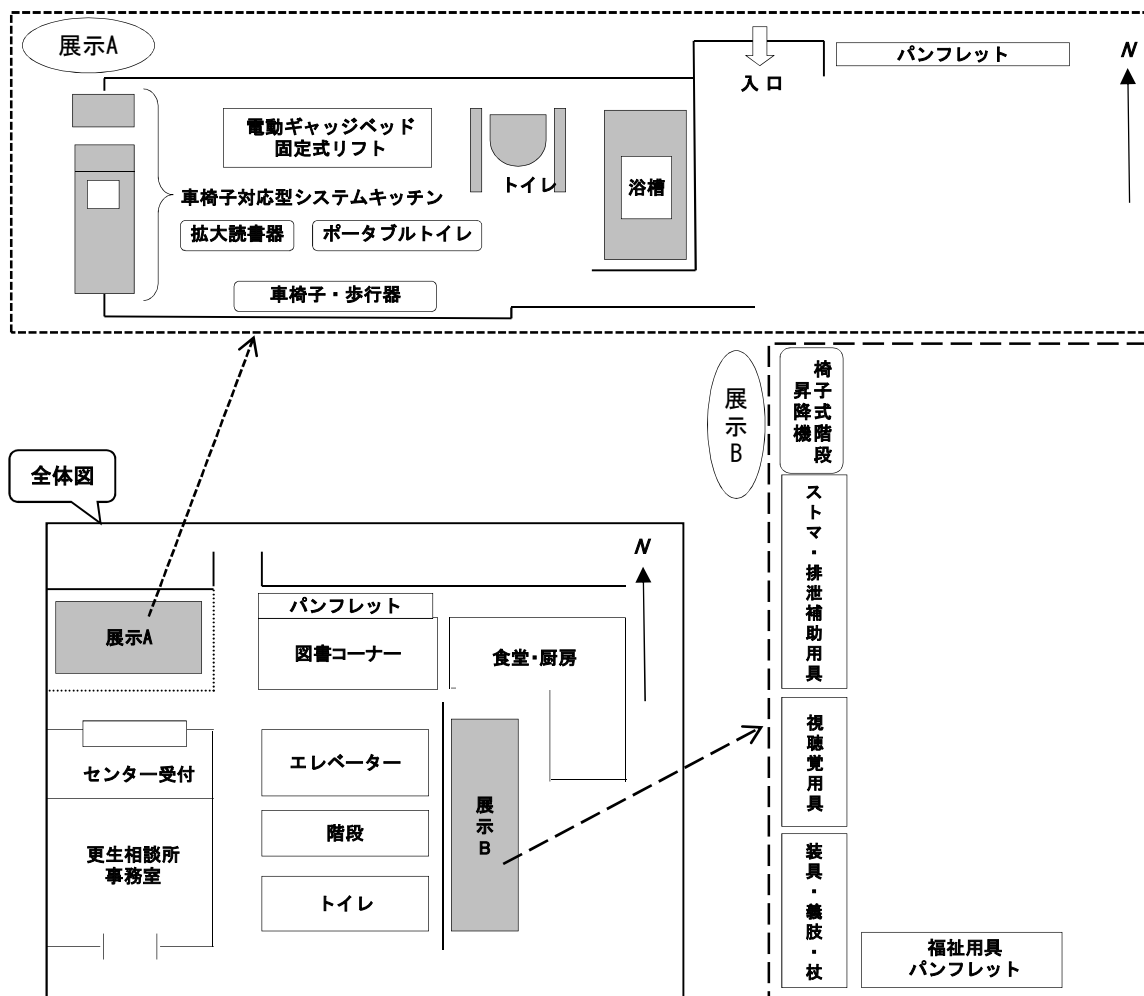 展示A
パンフレット
N
入口
電動ギャッジベッド
固定式リフト
トイレ
浴槽
車椅子対応型システムキッチン
拡大読書器
ポータブルトイレ
車椅子・歩行器
展示B
椅子式階段
昇降機
ストマ・排泄補助用具
視聴覚用具
装具・義肢・杖
福祉用具
パンフレット
全体図
N
展示A
パンフレット
図書コーナー
食堂・厨房
センター受付
エレベーター
展示B
階段
更生相談所
事務室
トイレ